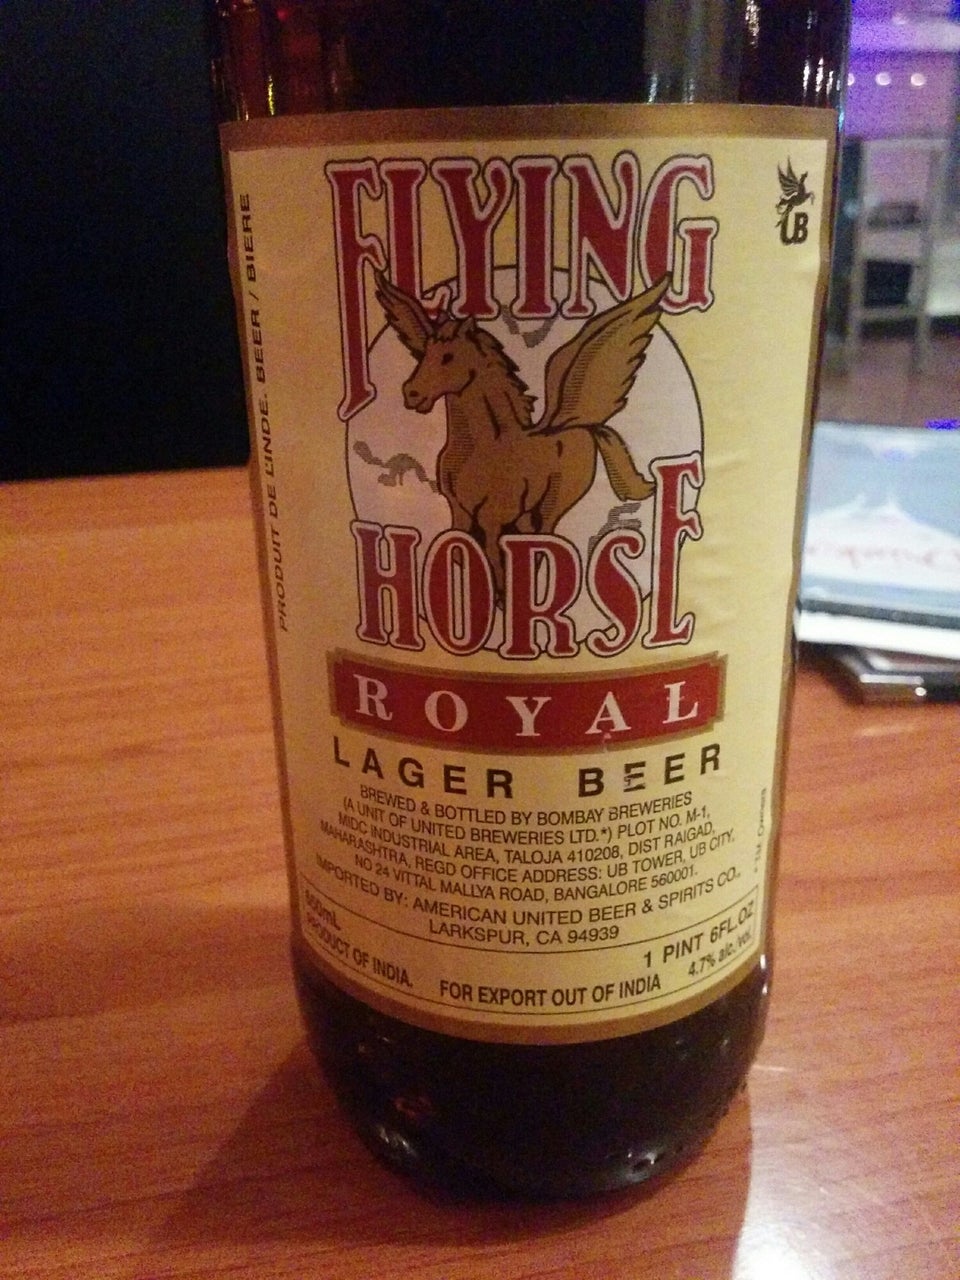 FLYING
HORSE
ROYAL
LAGER BEER
BREWED & BOTTLED BY BOMBAY BREWERIES
(A UNIT OF UNITED BREWERIES LTD.*) PLOT NO. M-1,
MIDC INDUSTRIAL AREA, TALOJA 410208, DIST RAIGAD,
MAHARASHTRA, REGD OFFICE ADDRESS: UB TOWER, UB CITY,
NO 24 VITTAL MALLYA ROAD, BANGALORE 560001.
IMPORTED BY: AMERICAN UNITED BEER & SPIRITS CO.,
LARKSPUR, CA 94939
650mL 1 PINT 6FL.OZ
PRODUCT OF INDIA. FOR EXPORT OUT OF INDIA 4.7% alc./vol.
PRODUIT DE L'INDE. BEER / BIERE
UB
* TM Owners